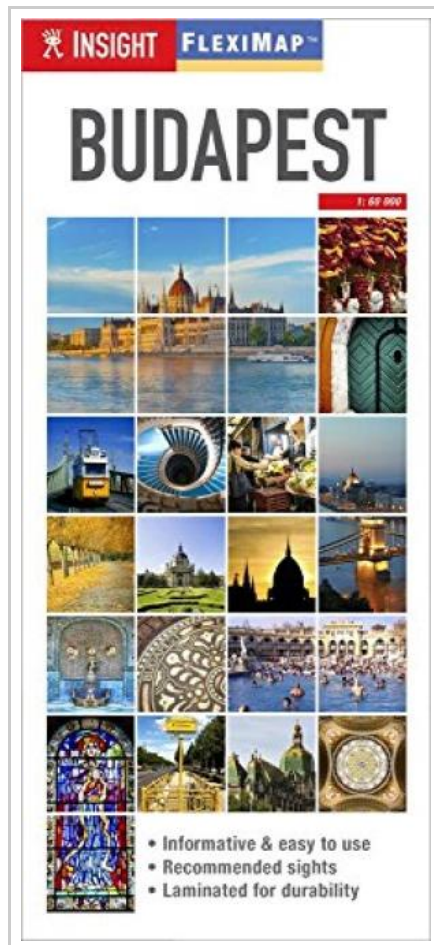 INSIGHT FLEXIMAP™
BUDAPEST
1: 60 000
• Informative & easy to use
• Recommended sights
• Laminated for durability